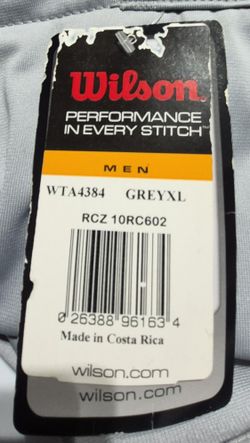 Wilson
PERFORMANCE
IN EVERY STITCH™
MEN
WTA4384 GREYXL
RCZ 10RC602
0 26388 96163 4
Made in Costa Rica
wilson.com
wilson.com